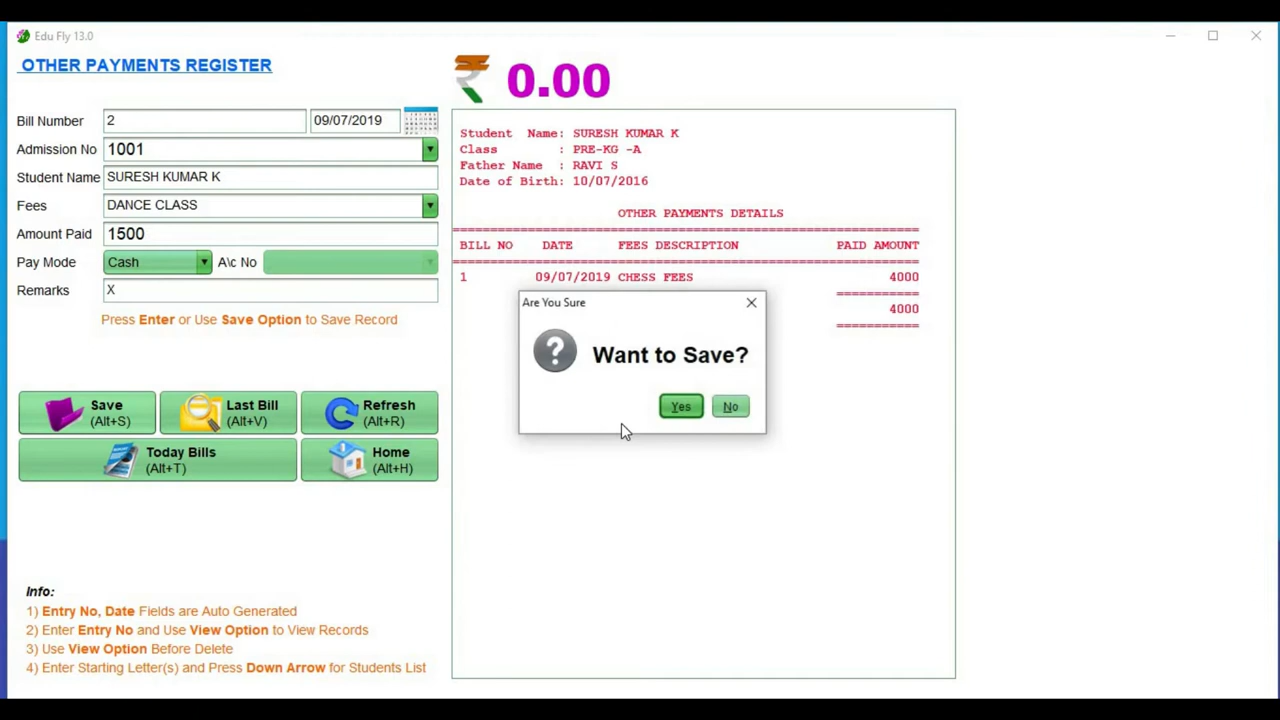 Edu Fly 13.0
OTHER PAYMENTS REGISTER
₹ 0.00
Bill Number 2 09/07/2019
Admission No 1001
Student Name SURESH KUMAR K
Fees DANCE CLASS
Amount Paid 1500
Pay Mode Cash A\c No
Remarks X
Press Enter or Use Save Option to Save Record
Save (Alt+S)
Last Bill (Alt+V)
Refresh (Alt+R)
Today Bills (Alt+T)
Home (Alt+H)
Info:
1) Entry No, Date Fields are Auto Generated
2) Enter Entry No and Use View Option to View Records
3) Use View Option Before Delete
4) Enter Starting Letter(s) and Press Down Arrow for Students List
Student Name: SURESH KUMAR K
Class : PRE-KG -A
Father Name : RAVI S
Date of Birth: 10/07/2016
OTHER PAYMENTS DETAILS
BILL NO DATE FEES DESCRIPTION PAID AMOUNT
1 09/07/2019 CHESS FEES 4000
4000
Are You Sure
Want to Save?
Yes No